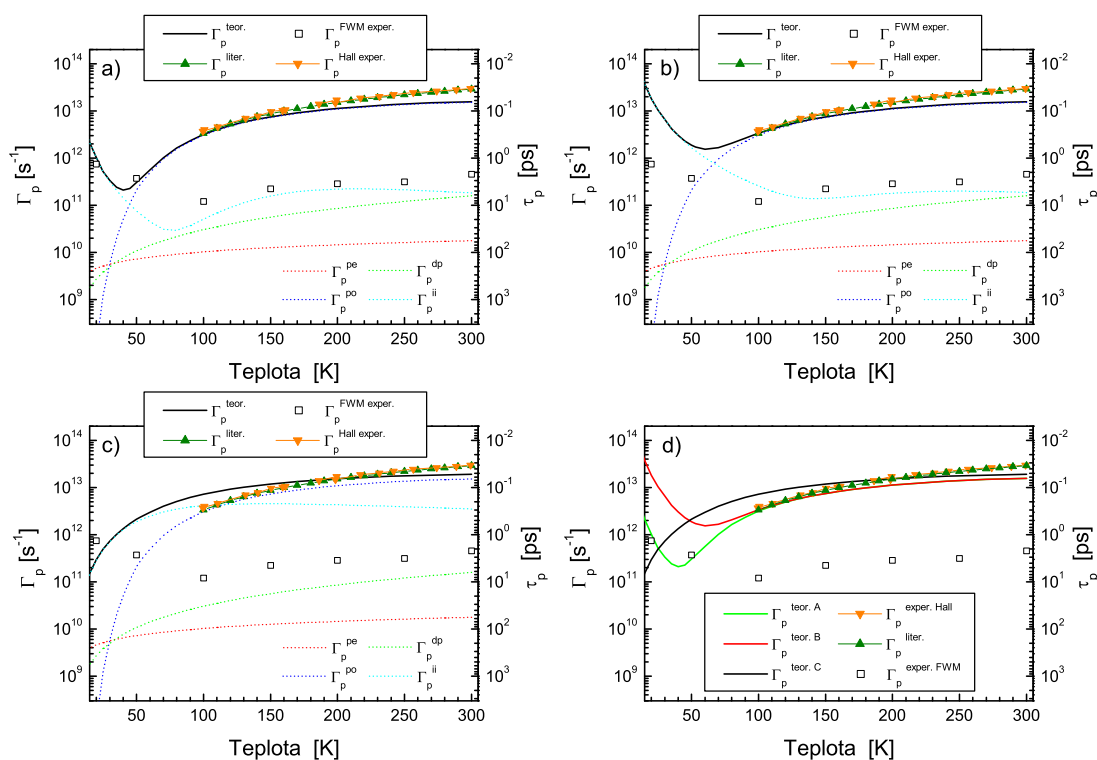 Γp teor. Γp FWM exper.
Γp liter. Γp Hall exper.
a)
10^14 10^13 10^12 10^11 10^10 10^9
Γp [s^-1]
10^-2 10^-1 10^0 10^1 10^2 10^3
τp [ps]
Γp pe Γp dp
Γp po Γp ii
50 100 150 200 250 300
Teplota [K]
Γp teor. Γp FWM exper.
Γp liter. Γp Hall exper.
b)
10^14 10^13 10^12 10^11 10^10 10^9
Γp [s^-1]
10^-2 10^-1 10^0 10^1 10^2 10^3
τp [ps]
Γp pe Γp dp
Γp po Γp ii
50 100 150 200 250 300
Teplota [K]
Γp teor. Γp FWM exper.
Γp liter. Γp Hall exper.
c)
10^14 10^13 10^12 10^11 10^10 10^9
Γp [s^-1]
10^-2 10^-1 10^0 10^1 10^2 10^3
τp [ps]
Γp pe Γp dp
Γp po Γp ii
50 100 150 200 250 300
Teplota [K]
d)
10^14 10^13 10^12 10^11 10^10 10^9
Γp [s^-1]
10^-2 10^-1 10^0 10^1 10^2 10^3
τp [ps]
Γp teor. A Γp exper. Hall
Γp teor. B Γp liter.
Γp teor. C Γp exper. FWM
50 100 150 200 250 300
Teplota [K]